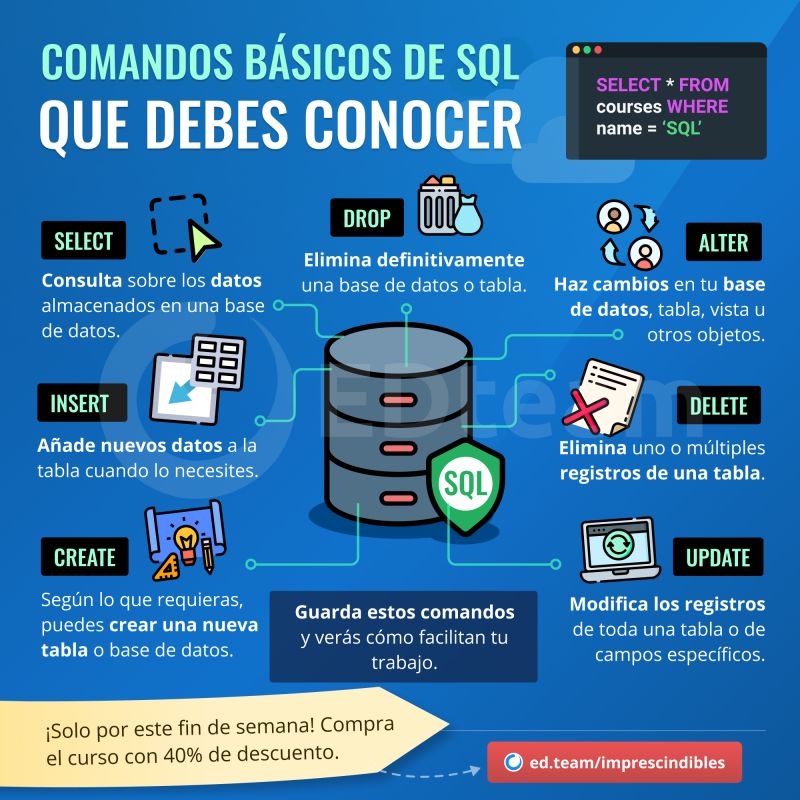 COMANDOS BÁSICOS DE SQL
QUE DEBES CONOCER
SELECT * FROM
courses WHERE
name = ‘SQL’
SELECT
Consulta sobre los datos
almacenados en una base
de datos.
DROP
Elimina definitivamente
una base de datos o tabla.
ALTER
Haz cambios en tu base
de datos, tabla, vista u
otros objetos.
INSERT
Añade nuevos datos a la
tabla cuando lo necesites.
EDteam
SQL
DELETE
Elimina uno o múltiples
registros de una tabla.
CREATE
Según lo que requieras,
puedes crear una nueva
tabla o base de datos.
Guarda estos comandos
y verás cómo facilitan tu
trabajo.
UPDATE
Modifica los registros
de toda una tabla o de
campos específicos.
¡Solo por este fin de semana! Compra
el curso con 40% de descuento.
ed.team/imprescindibles